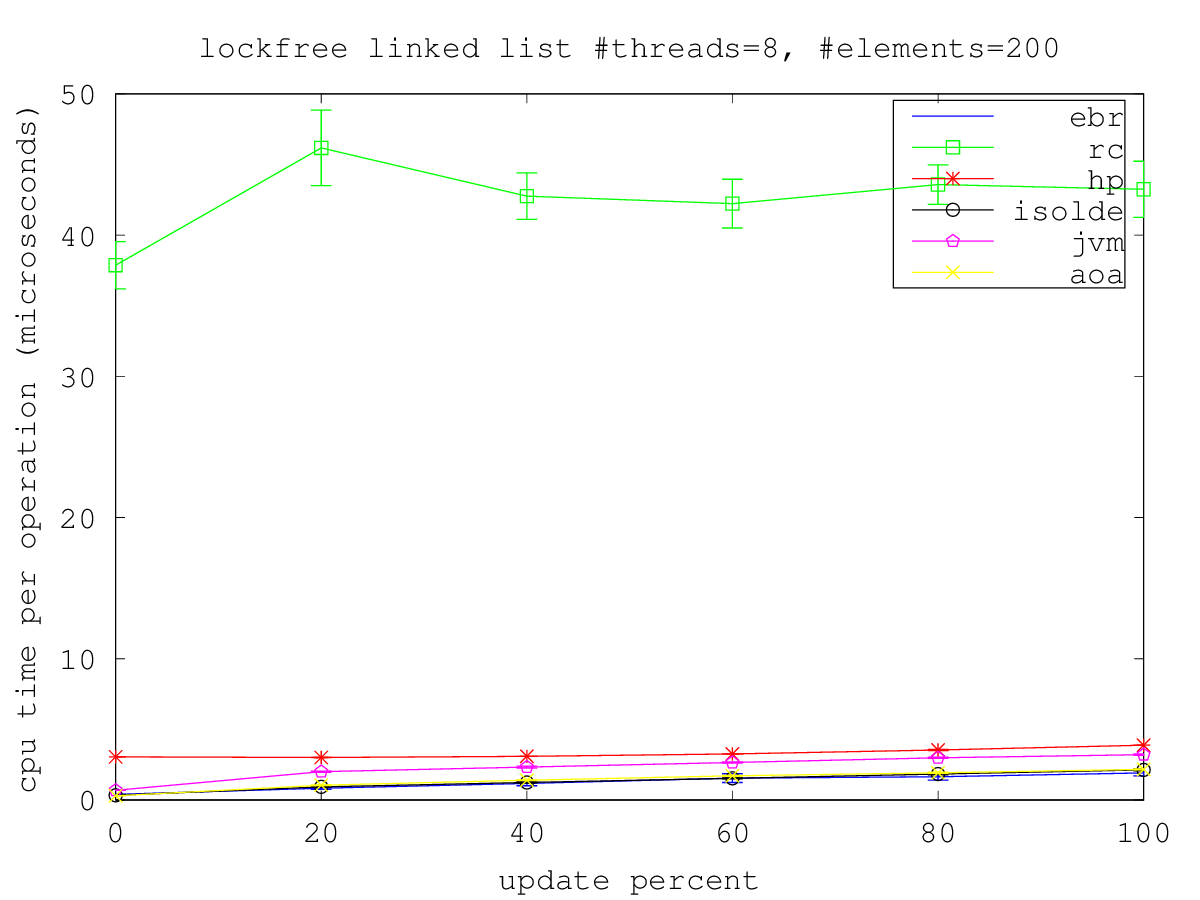 lockfree linked list #threads=8, #elements=200
cpu time per operation (microseconds)
50
40
30
20
10
0
ebr
rc
hp
isolde
jvm
aoa
0 20 40 60 80 100
update percent